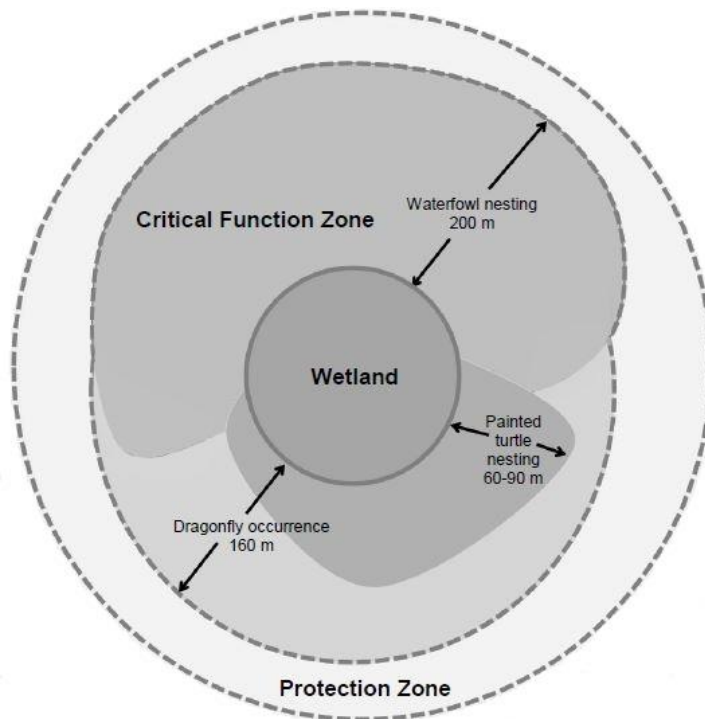 Waterfowl nesting
200 m
Critical Function Zone
Wetland
Painted
turtle
nesting
60-90 m
Dragonfly occurrence
160 m
Protection Zone